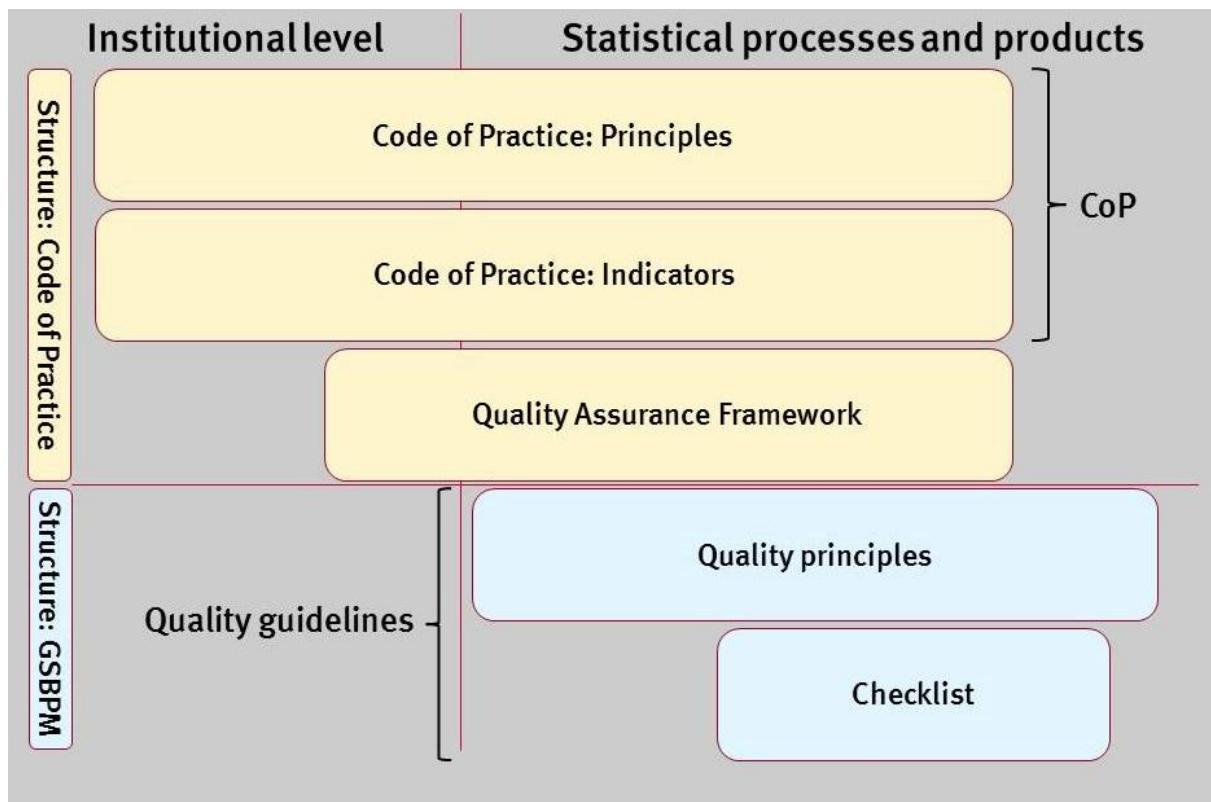 Institutional level
Statistical processes and products
Structure: Code of Practice
Code of Practice: Principles
CoP
Code of Practice: Indicators
Quality Assurance Framework
Structure: GSBPM
Quality principles
Quality guidelines
Checklist